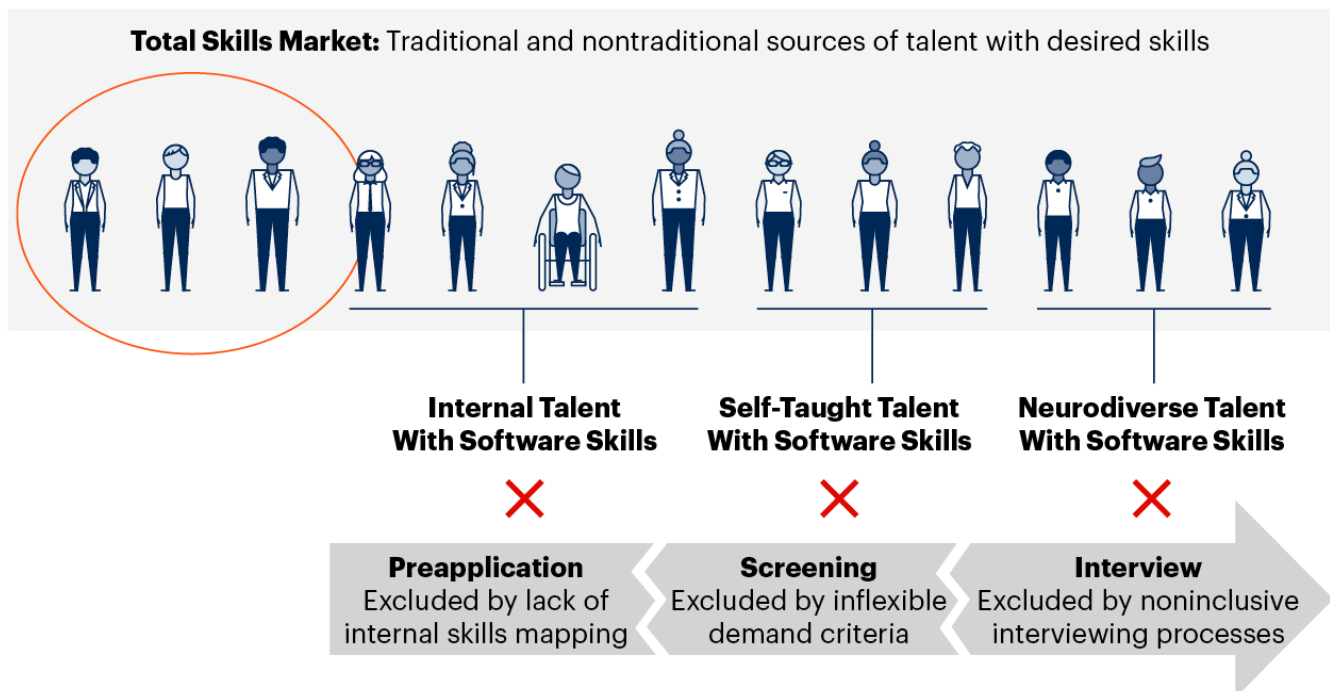 Total Skills Market: Traditional and nontraditional sources of talent with desired skills
Internal Talent
With Software Skills
Self-Taught Talent
With Software Skills
Neurodiverse Talent
With Software Skills
Preapplication
Excluded by lack of
internal skills mapping
Screening
Excluded by inflexible
demand criteria
Interview
Excluded by noninclusive
interviewing processes